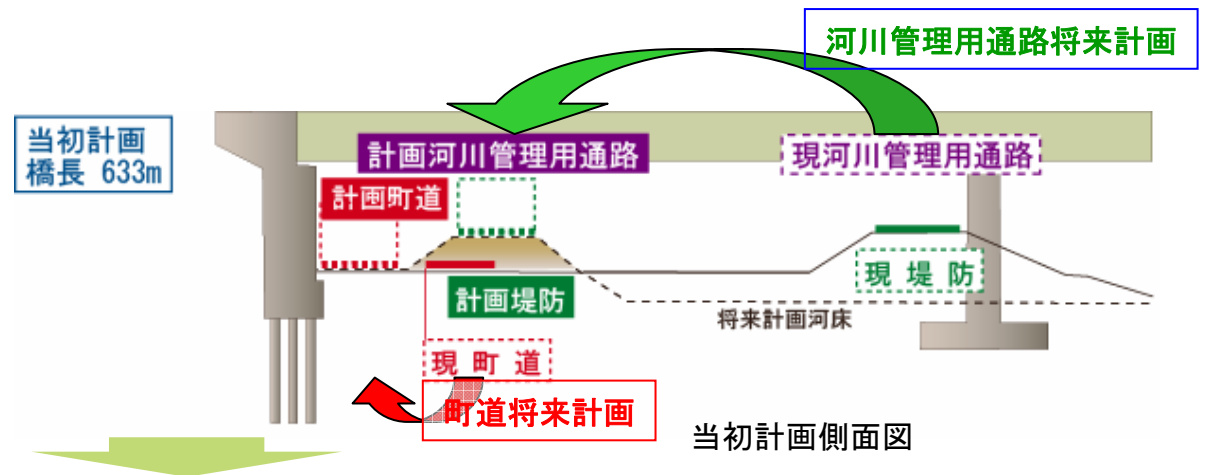 河川管理用通路将来計画
当初計画
橋長 633m
計画河川管理用通路
現河川管理用通路
計画町道
現 堤 防
計画堤防
将来計画河床
現 町 道
町道将来計画
当初計画側面図